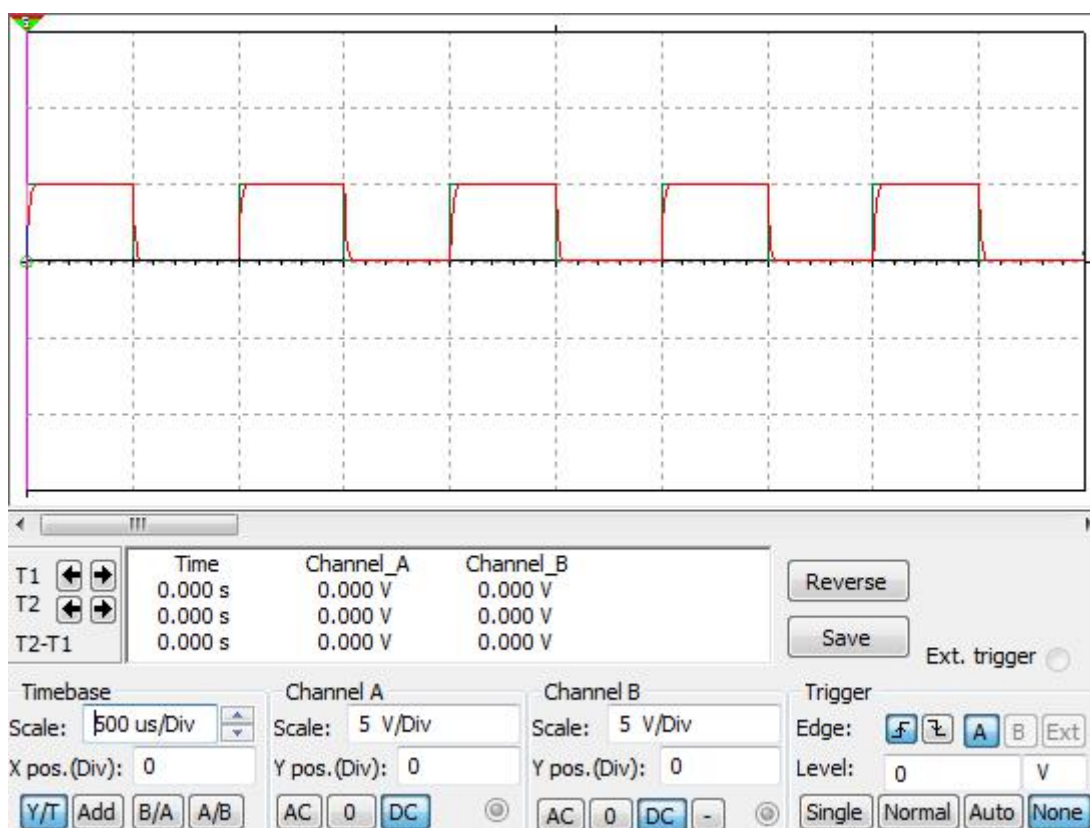 T1
T2
T2-T1
Time Channel_A Channel_B
0.000 s 0.000 V 0.000 V
0.000 s 0.000 V 0.000 V
0.000 s 0.000 V 0.000 V
Reverse
Save
Ext. trigger
Timebase
Scale: 500 us/Div
X pos.(Div): 0
Y/T Add B/A A/B
Channel A
Scale: 5 V/Div
Y pos.(Div): 0
AC 0 DC
Channel B
Scale: 5 V/Div
Y pos.(Div): 0
AC 0 DC -
Trigger
Edge: A B Ext
Level: 0 V
Single Normal Auto None